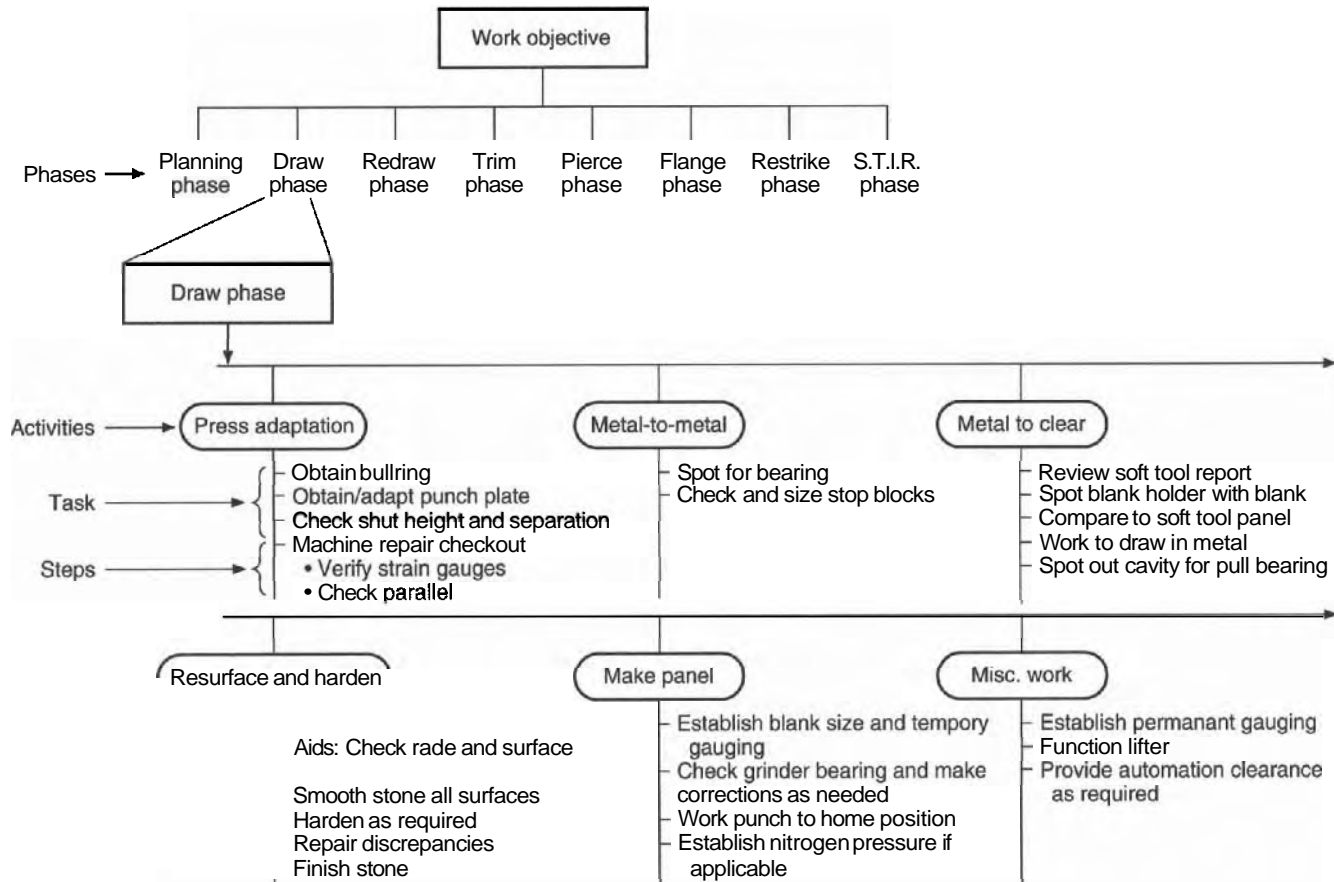 Work objective
Phases
Planning phase
Draw phase
Redraw phase
Trim phase
Pierce phase
Flange phase
Restrike phase
S.T.I.R. phase
Draw phase
Activities
Press adaptation
Metal-to-metal
Metal to clear
Task
Steps
Obtain bullring
Obtain/adapt punch plate
Check shut height and separation
Machine repair checkout
• Verify strain gauges
• Check parallel
Spot for bearing
Check and size stop blocks
Review soft tool report
Spot blank holder with blank
Compare to soft tool panel
Work to draw in metal
Spot out cavity for pull bearing
Resurface and harden
Make panel
Misc. work
Aids: Check rade and surface
Smooth stone all surfaces
Harden as required
Repair discrepancies
Finish stone
Establish blank size and tempory
gauging
Check grinder bearing and make
corrections as needed
Work punch to home position
Establish nitrogen pressure if
applicable
Establish permanant gauging
Function lifter
Provide automation clearance
as required